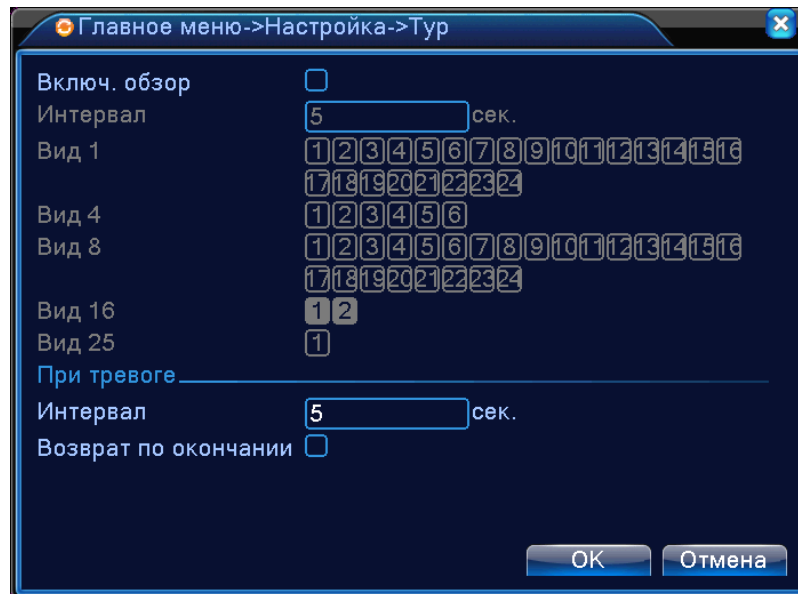 Главное меню->Настройка->Тур
Включ. обзор
Интервал 5 сек.
Вид 1 1 2 3 4 5 6 7 8 9 10 11 12 13 14 15 16
17 18 19 20 21 22 23 24
Вид 4 1 2 3 4 5 6
Вид 8 1 2 3 4 5 6 7 8 9 10 11 12 13 14 15 16
17 18 19 20 21 22 23 24
Вид 16 1 2
Вид 25 1
При тревоге
Интервал 5 сек.
Возврат по окончании
OK Отмена